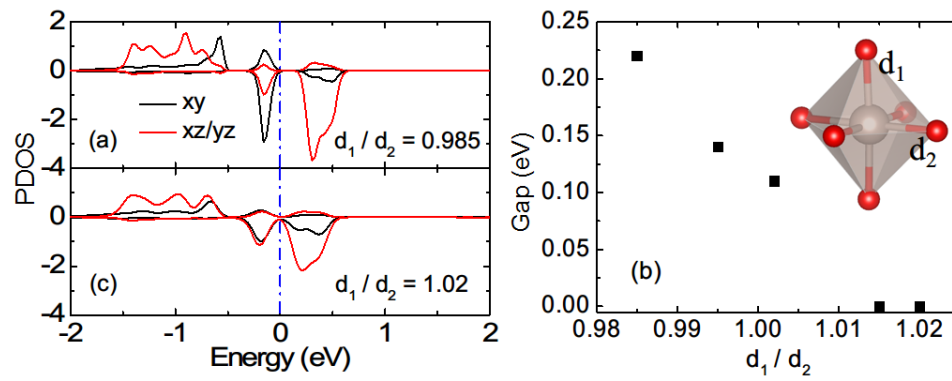 2
0
-2
-4
xy
xz/yz
(a)
d1 / d2 = 0.985
PDOS
2
0
-2
-4
(c)
d1 / d2 = 1.02
-2 -1 0 1 2
Energy (eV)
0.25
0.20
0.15
0.10
0.05
0.00
Gap (eV)
d1
d2
(b)
0.98 0.99 1.00 1.01 1.02
d1 / d2